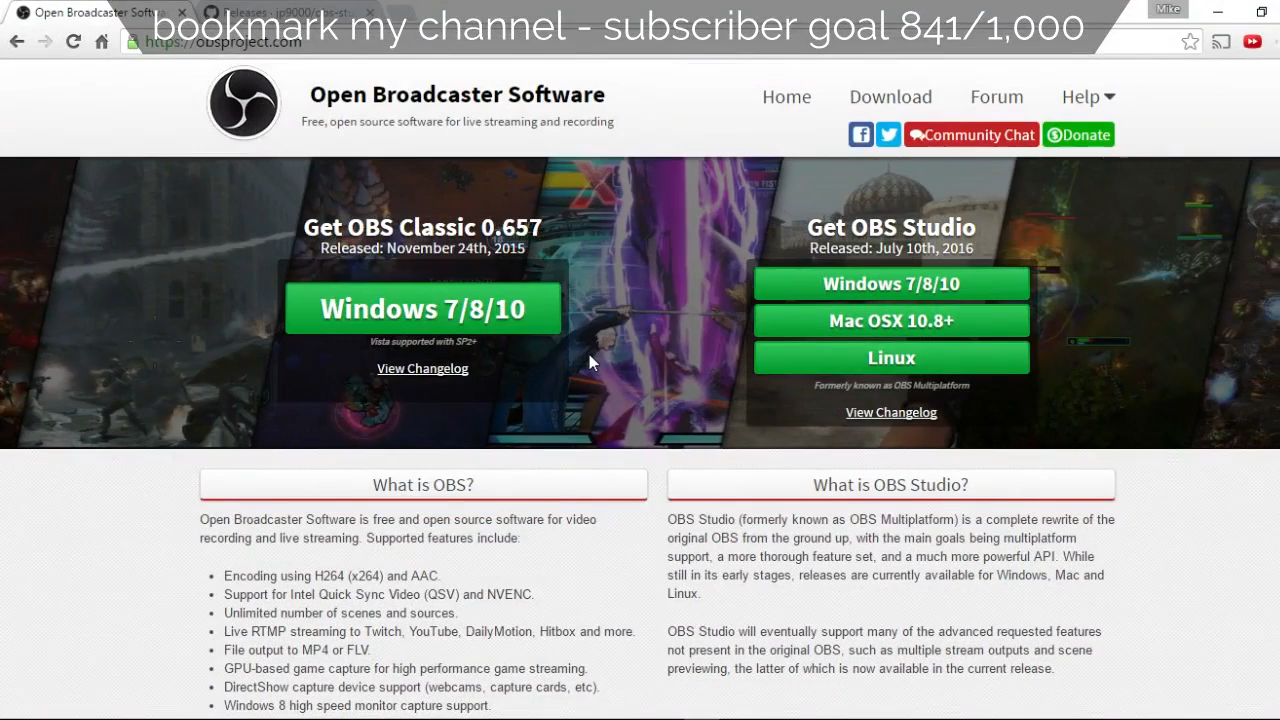 Open Broadcaster Softwa
Releases · jp9000/obs-st
Mike
bookmark my channel - subscriber goal 841/1,000
https://obsproject.com
Open Broadcaster Software
Free, open source software for live streaming and recording
Home
Download
Forum
Help
Community Chat
Donate
Get OBS Classic 0.657
Released: November 24th, 2015
Windows 7/8/10
Vista supported with SP2+
View Changelog
Get OBS Studio
Released: July 10th, 2016
Windows 7/8/10
Mac OSX 10.8+
Linux
Formerly known as OBS Multiplatform
View Changelog
What is OBS?
Open Broadcaster Software is free and open source software for video
recording and live streaming. Supported features include:
• Encoding using H264 (x264) and AAC.
• Support for Intel Quick Sync Video (QSV) and NVENC.
• Unlimited number of scenes and sources.
• Live RTMP streaming to Twitch, YouTube, DailyMotion, Hitbox and more.
• File output to MP4 or FLV.
• GPU-based game capture for high performance game streaming.
• DirectShow capture device support (webcams, capture cards, etc).
• Windows 8 high speed monitor capture support.
What is OBS Studio?
OBS Studio (formerly known as OBS Multiplatform) is a complete rewrite of the
original OBS from the ground up, with the main goals being multiplatform
support, a more thorough feature set, and a much more powerful API. While
still in its early stages, releases are currently available for Windows, Mac and
Linux.
OBS Studio will eventually support many of the advanced requested features
not present in the original OBS, such as multiple stream outputs and scene
previewing, the latter of which is now available in the current release.